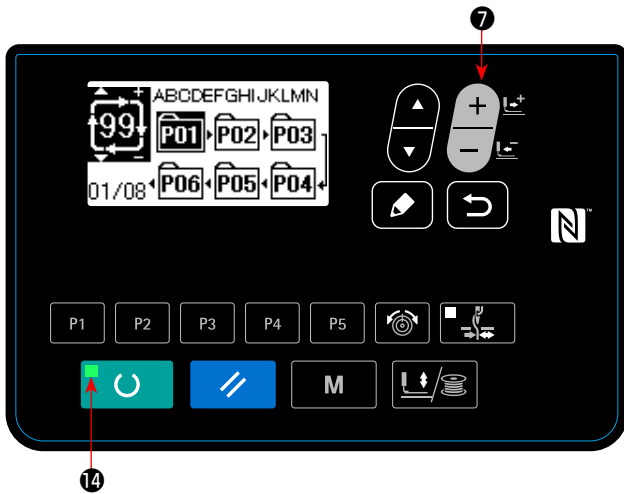 ❼
ABCDEFGHIJKLMN
99
P01 P02 P03
01/08 P06 P05 P04
P1 P2 P3 P4 P5
M
⓮